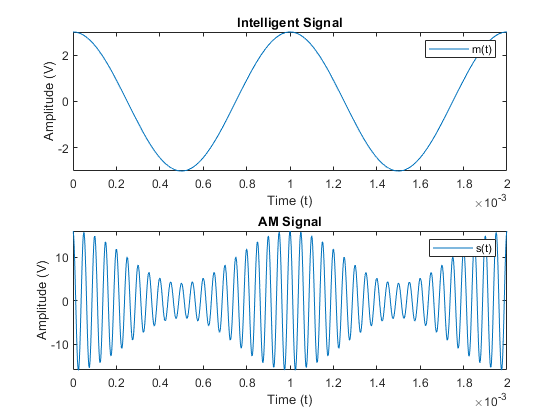 Intelligent Signal
m(t)
2
0
-2
Amplitude (V)
0 0.2 0.4 0.6 0.8 1 1.2 1.4 1.6 1.8 2
Time (t)
×10-3
AM Signal
s(t)
10
0
-10
Amplitude (V)
0 0.2 0.4 0.6 0.8 1 1.2 1.4 1.6 1.8 2
Time (t)
×10-3